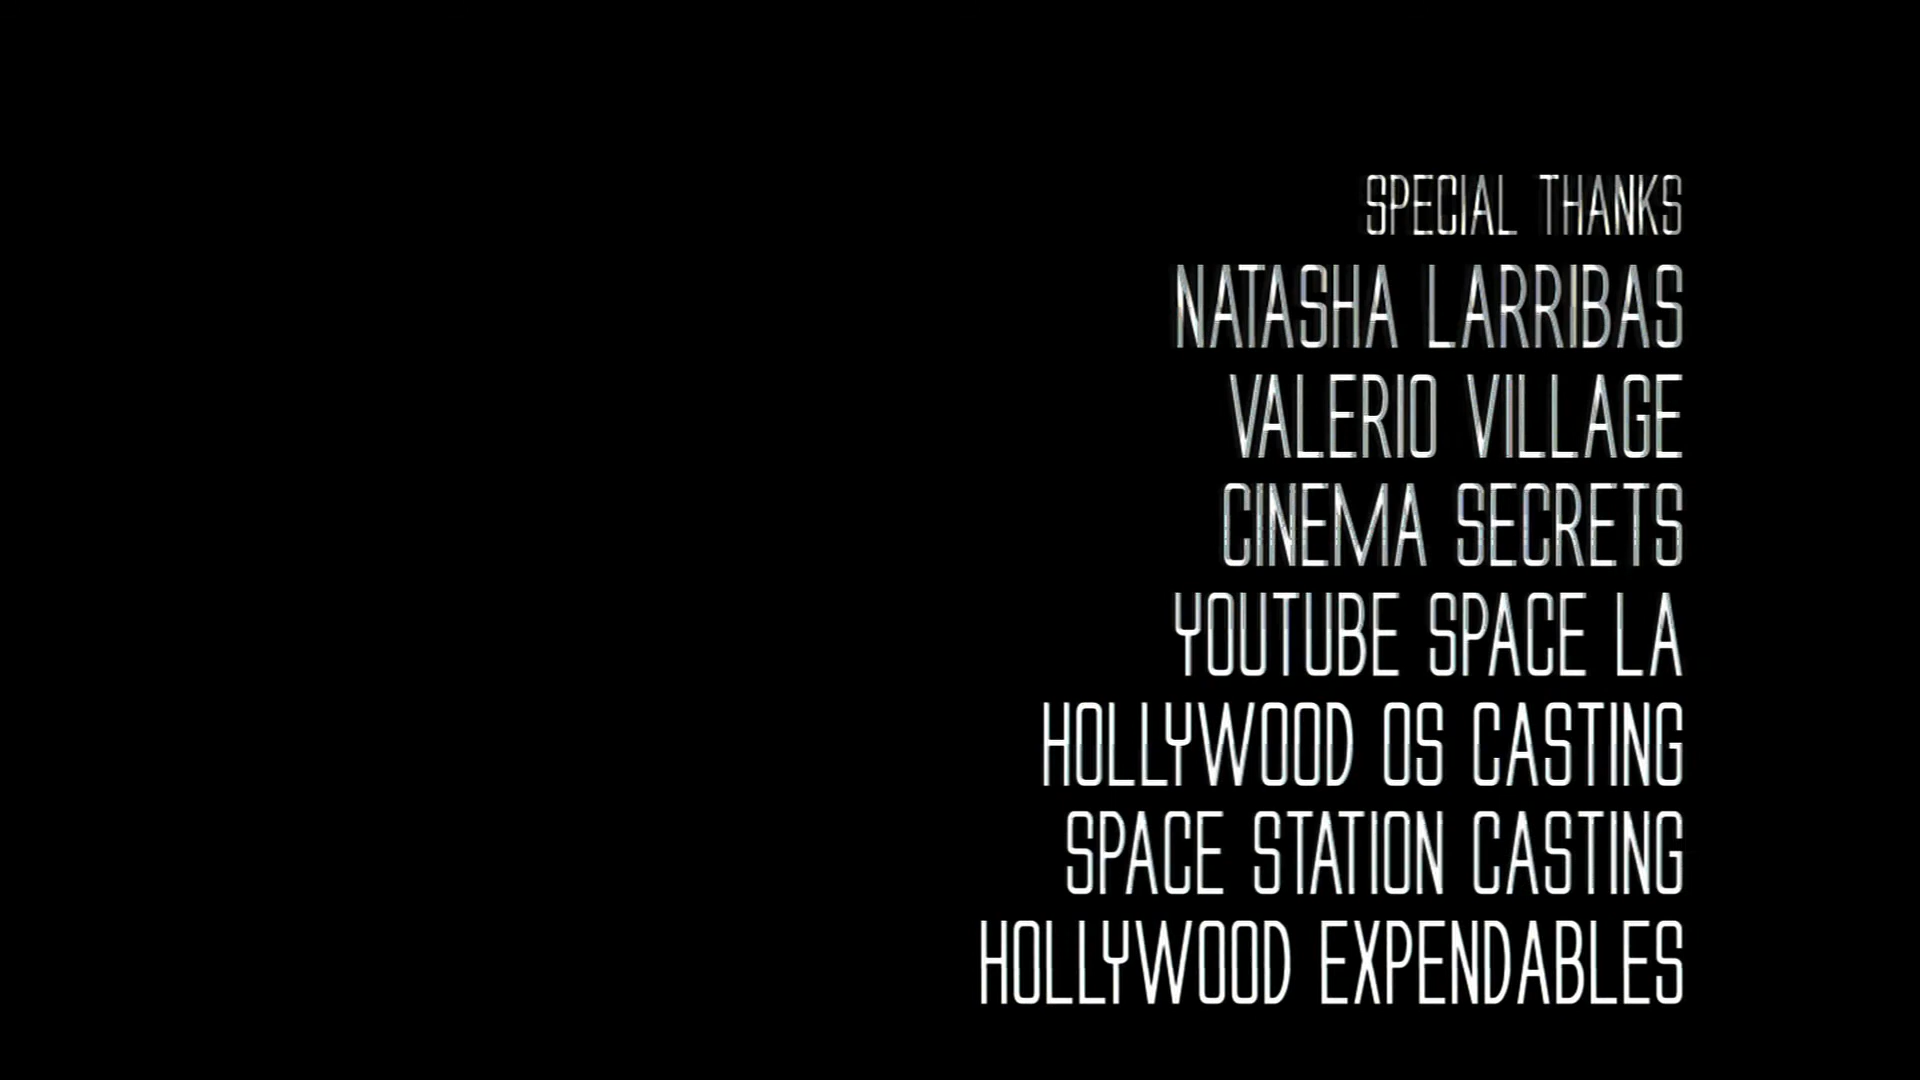 SPECIAL THANKS
NATASHA LARRIBAS
VALERIO VILLAGE
CINEMA SECRETS
YOUTUBE SPACE LA
HOLLYWOOD OS CASTING
SPACE STATION CASTING
HOLLYWOOD EXPENDABLES